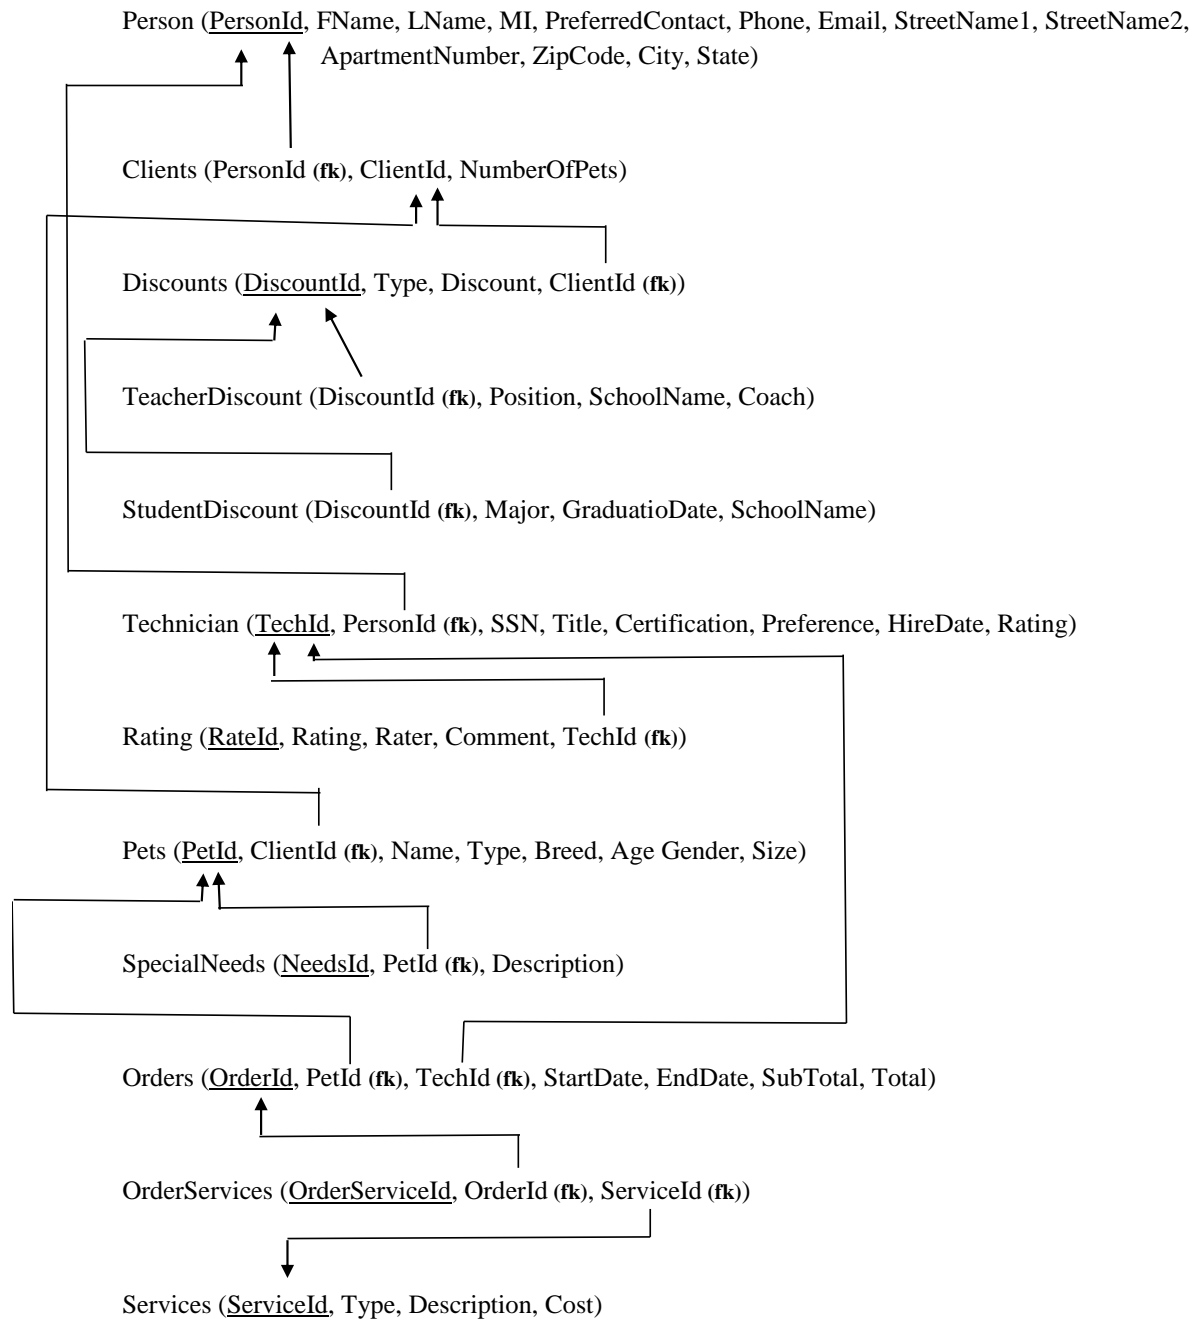 Person (PersonId, FName, LName, MI, PreferredContact, Phone, Email, StreetName1, StreetName2,
ApartmentNumber, ZipCode, City, State)
Clients (PersonId (fk), ClientId, NumberOfPets)
Discounts (DiscountId, Type, Discount, ClientId (fk))
TeacherDiscount (DiscountId (fk), Position, SchoolName, Coach)
StudentDiscount (DiscountId (fk), Major, GraduatioDate, SchoolName)
Technician (TechId, PersonId (fk), SSN, Title, Certification, Preference, HireDate, Rating)
Rating (RateId, Rating, Rater, Comment, TechId (fk))
Pets (PetId, ClientId (fk), Name, Type, Breed, Age Gender, Size)
SpecialNeeds (NeedsId, PetId (fk), Description)
Orders (OrderId, PetId (fk), TechId (fk), StartDate, EndDate, SubTotal, Total)
OrderServices (OrderServiceId, OrderId (fk), ServiceId (fk))
Services (ServiceId, Type, Description, Cost)